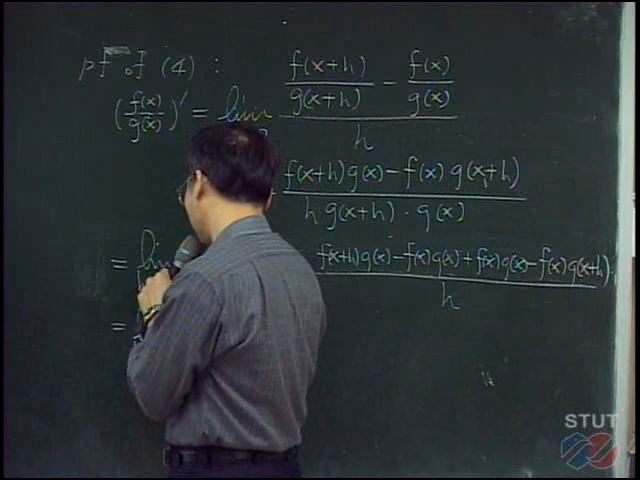 pf of (4) :
(f(x)/g(x))' = lim (f(x+h)/g(x+h) − f(x)/g(x))/h
(f(x+h)g(x) − f(x) g(x+h))/(h g(x+h) · g(x))
= lim (f(x+h)g(x) − f(x)g(x) + f(x)g(x) − f(x)g(x+h))/h
=
STUT